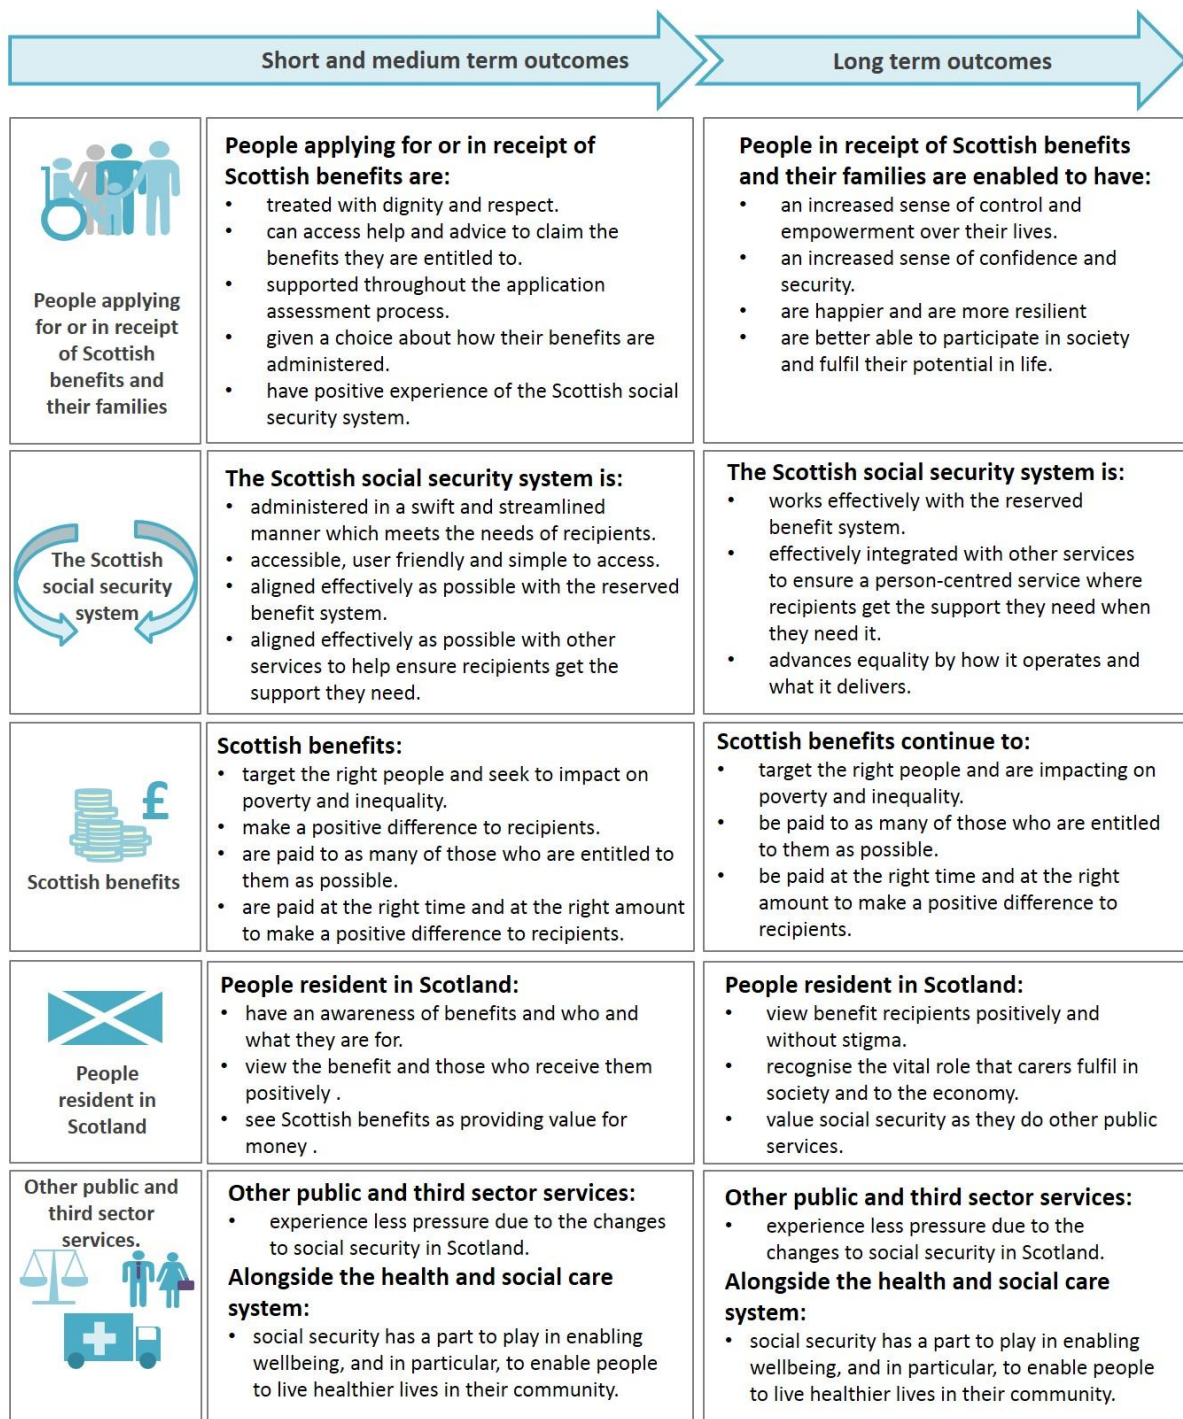 Short and medium term outcomes
Long term outcomes
People applying
for or in receipt
of Scottish
benefits and
their families
People applying for or in receipt of
Scottish benefits are:
• treated with dignity and respect.
• can access help and advice to claim the
benefits they are entitled to.
• supported throughout the application
assessment process.
• given a choice about how their benefits are
administered.
• have positive experience of the Scottish social
security system.
People in receipt of Scottish benefits
and their families are enabled to have:
• an increased sense of control and
empowerment over their lives.
• an increased sense of confidence and
security.
• are happier and are more resilient
• are better able to participate in society
and fulfil their potential in life.
The Scottish
social security
system
The Scottish social security system is:
• administered in a swift and streamlined
manner which meets the needs of recipients.
• accessible, user friendly and simple to access.
• aligned effectively as possible with the reserved
benefit system.
• aligned effectively as possible with other
services to help ensure recipients get the
support they need.
The Scottish social security system is:
• works effectively with the reserved
benefit system.
• effectively integrated with other services
to ensure a person-centred service where
recipients get the support they need when
they need it.
• advances equality by how it operates and
what it delivers.
£
Scottish benefits
Scottish benefits:
• target the right people and seek to impact on
poverty and inequality.
• make a positive difference to recipients.
• are paid to as many of those who are entitled to
them as possible.
• are paid at the right time and at the right amount
to make a positive difference to recipients.
Scottish benefits continue to:
• target the right people and are impacting on
poverty and inequality.
• be paid to as many of those who are entitled
to them as possible.
• be paid at the right time and at the right
amount to make a positive difference to
recipients.
People
resident in
Scotland
People resident in Scotland:
• have an awareness of benefits and who and
what they are for.
• view the benefit and those who receive them
positively .
• see Scottish benefits as providing value for
money .
People resident in Scotland:
• view benefit recipients positively and
without stigma.
• recognise the vital role that carers fulfil in
society and to the economy.
• value social security as they do other public
services.
Other public and
third sector
services.
Other public and third sector services:
• experience less pressure due to the changes
to social security in Scotland.
Alongside the health and social care
system:
• social security has a part to play in enabling
wellbeing, and in particular, to enable people
to live healthier lives in their community.
Other public and third sector services:
• experience less pressure due to the
changes to social security in Scotland.
Alongside the health and social care
system:
• social security has a part to play in enabling
wellbeing, and in particular, to enable people
to live healthier lives in their community.